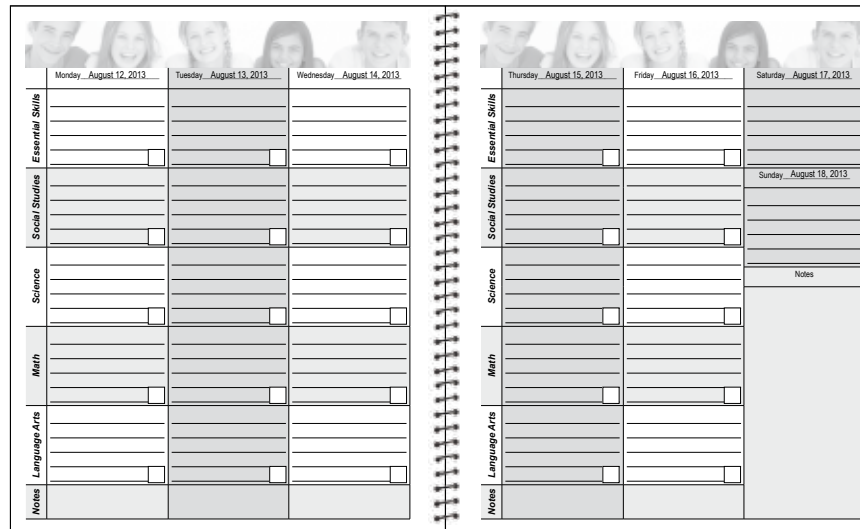 Monday August 12, 2013
Tuesday August 13, 2013
Wednesday August 14, 2013
Essential Skills
Social Studies
Science
Math
Language Arts
Notes
Thursday August 15, 2013
Friday August 16, 2013
Saturday August 17, 2013
Essential Skills
Sunday August 18, 2013
Social Studies
Notes
Science
Math
Language Arts
Notes